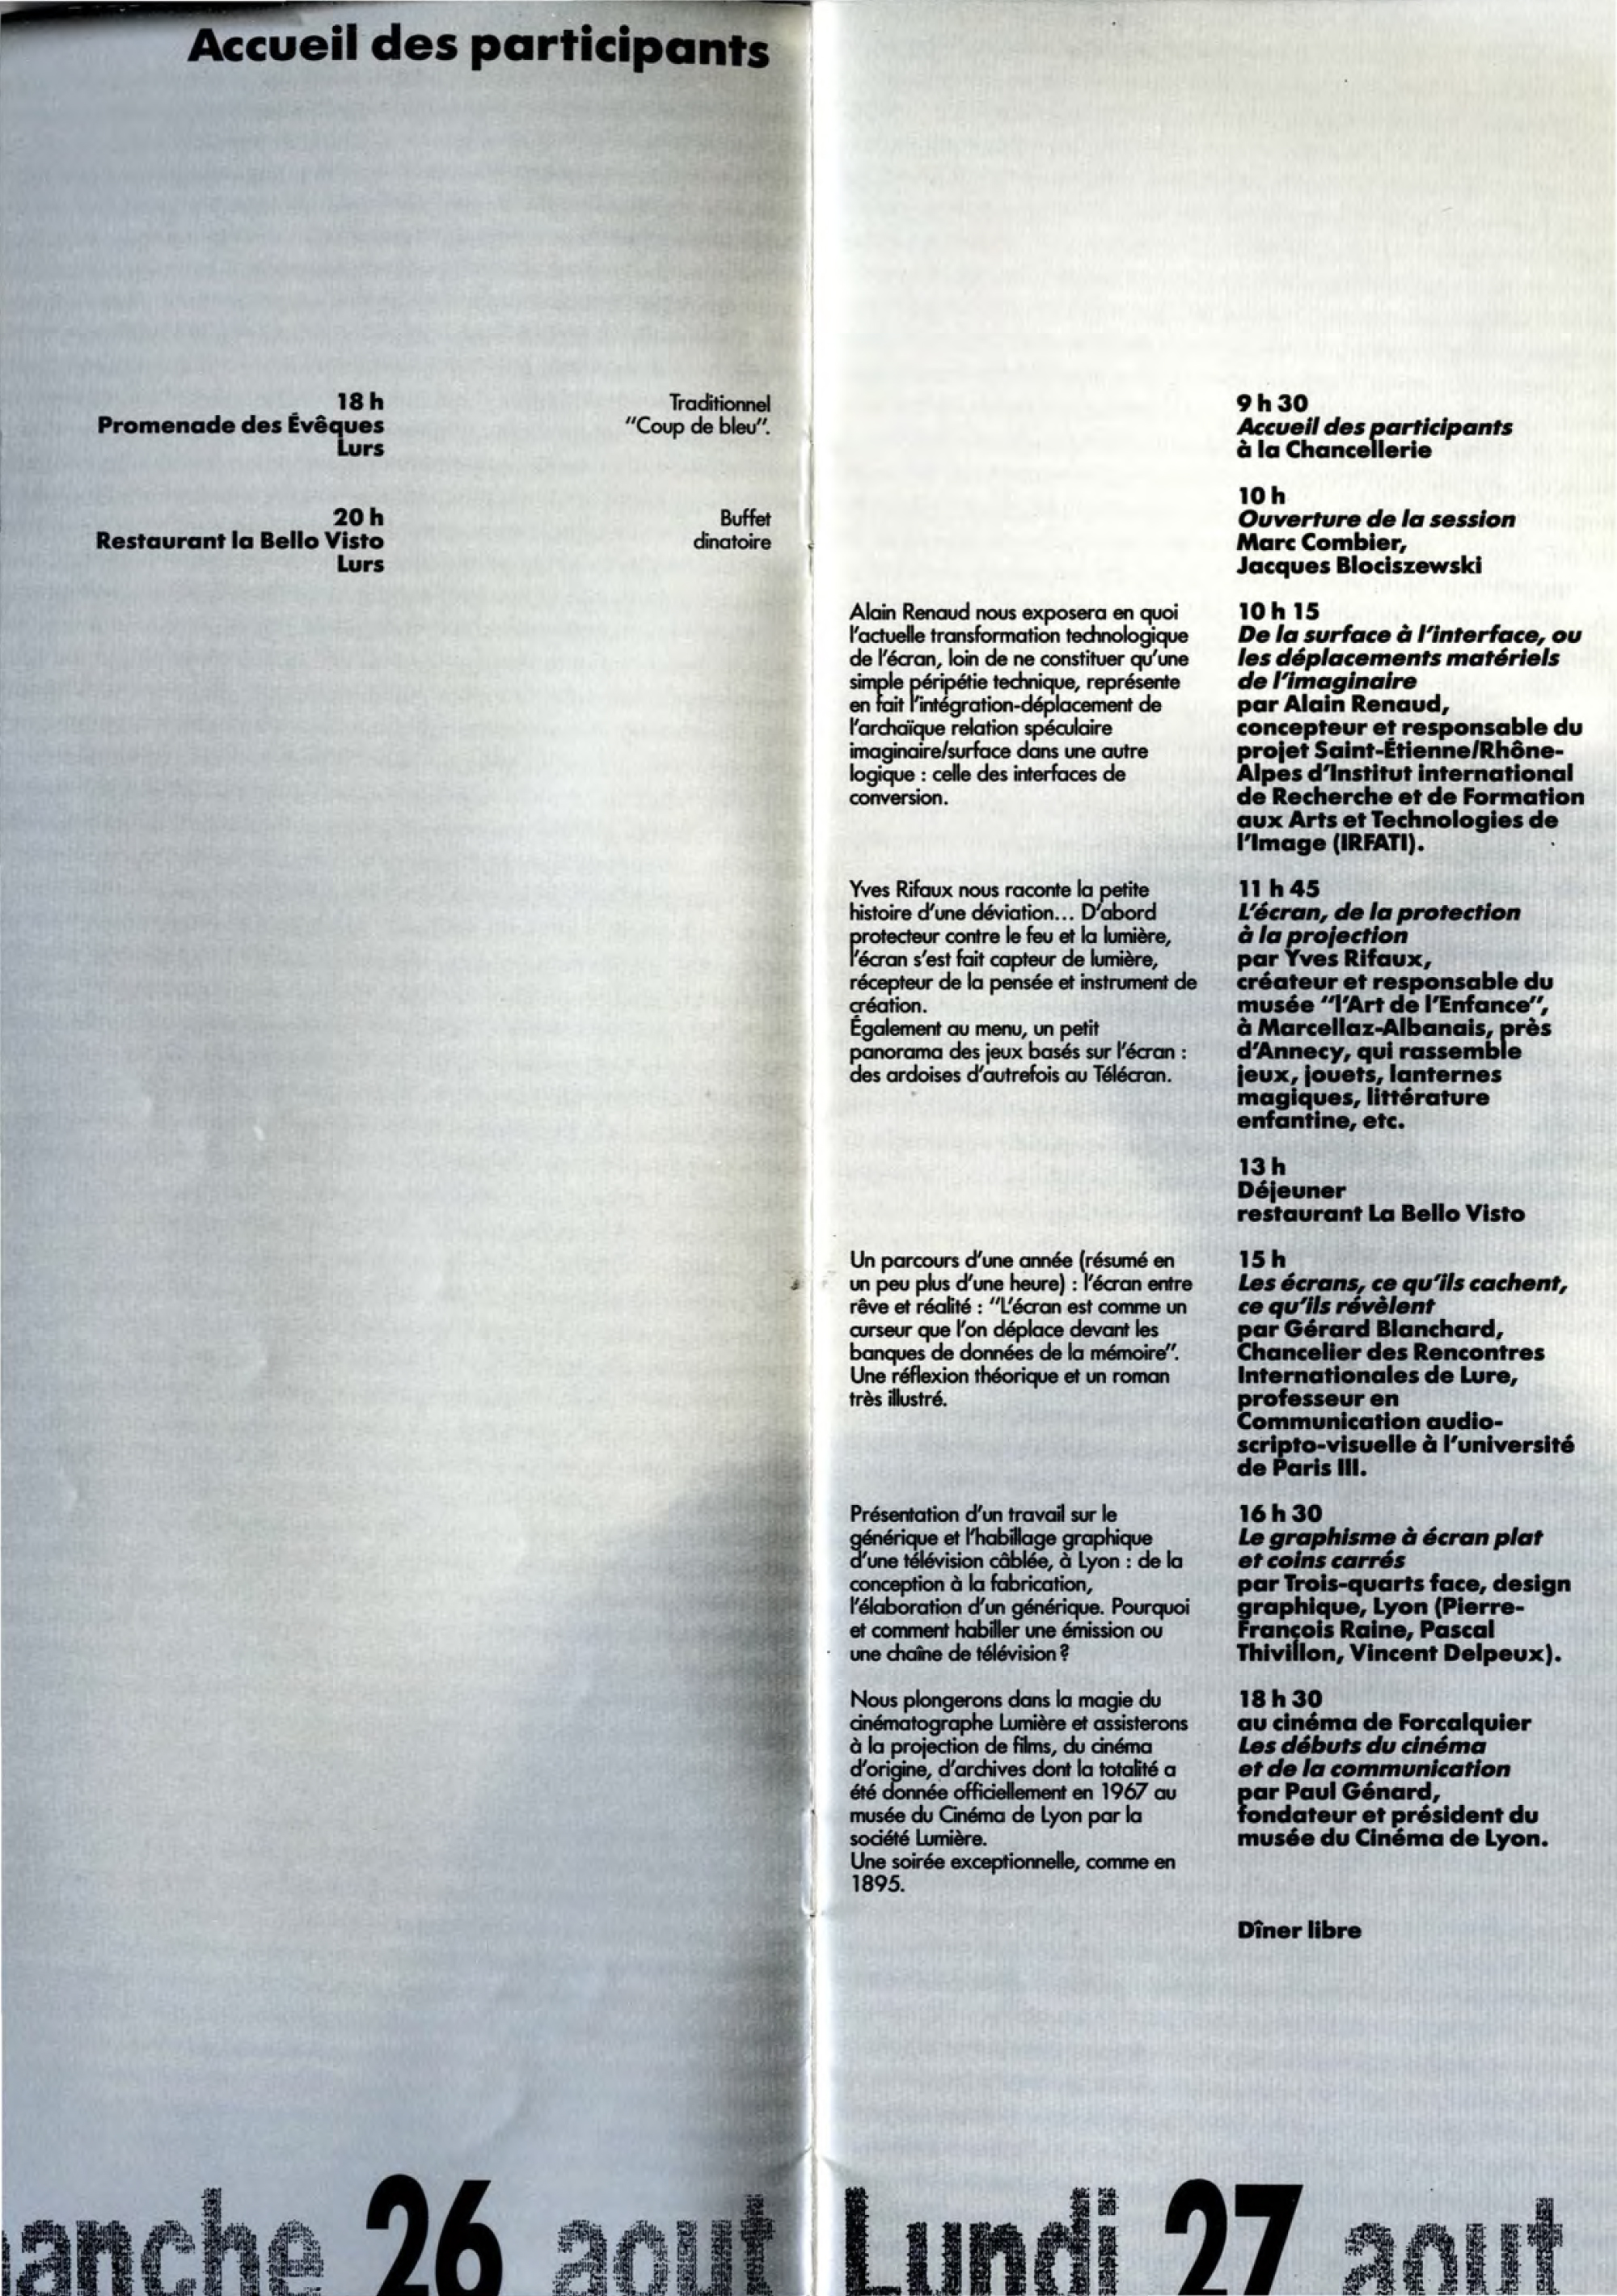 Accueil des participants
18 h
Promenade des Évêques
Lurs
Traditionnel
"Coup de bleu".
20 h
Restaurant la Bello Visto
Lurs
Buffet
dinatoire
26 aout
9 h 30
Accueil des participants
à la Chancellerie
10 h
Ouverture de la session
Marc Combier,
Jacques Blociszewski
Alain Renaud nous exposera en quoi
l'actuelle transformation technologique
de l'écran, loin de ne constituer qu'une
simple péripétie technique, représente
en fait l'intégration-déplacement de
l'archaïque relation spéculaire
imaginaire/surface dans une autre
logique : celle des interfaces de
conversion.
10 h 15
De la surface à l'interface, ou
les déplacements matériels
de l'imaginaire
par Alain Renaud,
concepteur et responsable du
projet Saint-Étienne/Rhône-
Alpes d'Institut international
de Recherche et de Formation
aux Arts et Technologies de
l'Image (IRFATI).
Yves Rifaux nous raconte la petite
histoire d'une déviation... D'abord
protecteur contre le feu et la lumière,
l'écran s'est fait capteur de lumière,
récepteur de la pensée et instrument de
création.
Également au menu, un petit
panorama des jeux basés sur l'écran :
des ardoises d'autrefois au Télécran.
11 h 45
L'écran, de la protection
à la projection
par Yves Rifaux,
créateur et responsable du
musée "l'Art de l'Enfance",
à Marcellaz-Albanais, près
d'Annecy, qui rassemble
jeux, jouets, lanternes
magiques, littérature
enfantine, etc.
13 h
Déjeuner
restaurant La Bello Visto
Un parcours d'une année (résumé en
un peu plus d'une heure) : l'écran entre
rêve et réalité : "L'écran est comme un
curseur que l'on déplace devant les
banques de données de la mémoire".
Une réflexion théorique et un roman
très illustré.
15 h
Les écrans, ce qu'ils cachent,
ce qu'ils révèlent
par Gérard Blanchard,
Chancelier des Rencontres
Internationales de Lure,
professeur en
Communication audio-
scripto-visuelle à l'université
de Paris III.
Présentation d'un travail sur le
générique et l'habillage graphique
d'une télévision câblée, à Lyon : de la
conception à la fabrication,
l'élaboration d'un générique. Pourquoi
et comment habiller une émission ou
une chaîne de télévision ?
16 h 30
Le graphisme à écran plat
et coins carrés
par Trois-quarts face, design
graphique, Lyon (Pierre-
François Raine, Pascal
Thivillon, Vincent Delpeux).
Nous plongerons dans la magie du
cinématographe Lumière et assisterons
à la projection de films, du cinéma
d'origine, d'archives dont la totalité a
été donnée officiellement en 1967 au
musée du Cinéma de Lyon par la
société Lumière.
Une soirée exceptionnelle, comme en
1895.
18 h 30
au cinéma de Forcalquier
Les débuts du cinéma
et de la communication
par Paul Génard,
fondateur et président du
musée du Cinéma de Lyon.
Dîner libre
Lundi 27 aout